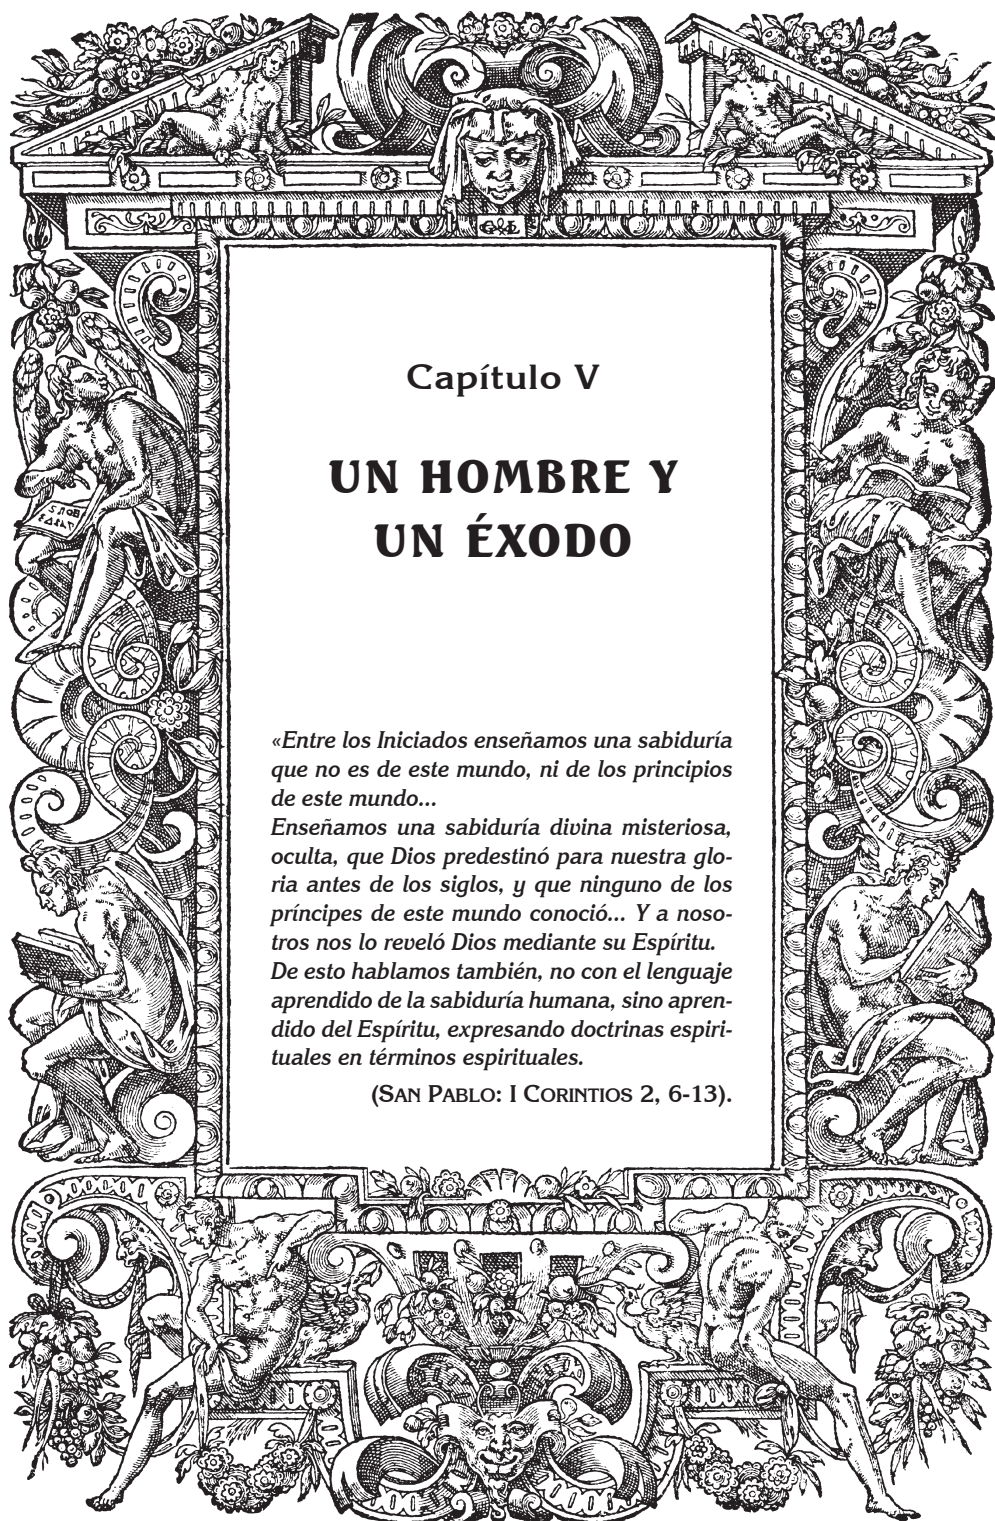 Capítulo V
UN HOMBRE Y
UN ÉXODO
«Entre los Iniciados enseñamos una sabiduría
que no es de este mundo, ni de los principios
de este mundo...
Enseñamos una sabiduría divina misteriosa,
oculta, que Dios predestinó para nuestra glo-
ria antes de los siglos, y que ninguno de los
príncipes de este mundo conoció... Y a noso-
tros nos lo reveló Dios mediante su Espíritu.
De esto hablamos también, no con el lenguaje
aprendido de la sabiduría humana, sino apren-
dido del Espíritu, expresando doctrinas espiri-
tuales en términos espirituales.
(SAN PABLO: I CORINTIOS 2, 6-13).